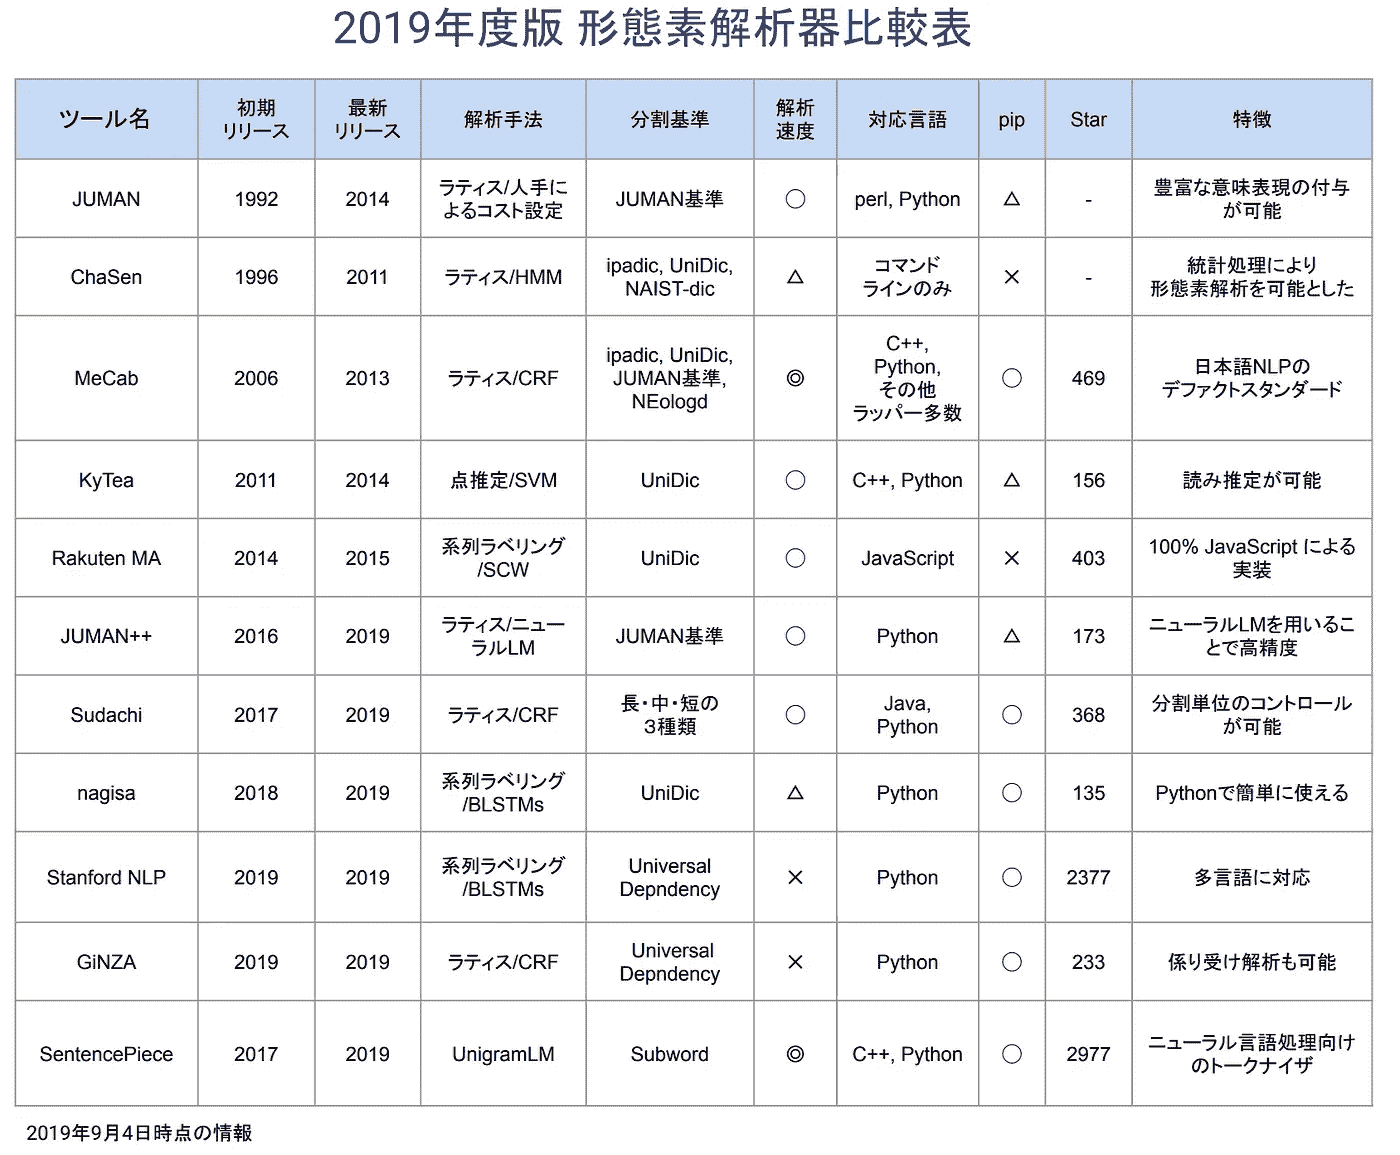 2019年度版 形態素解析器比較表
ツール名
初期
リリース
最新
リリース
解析手法
分割基準
解析
速度
対応言語
pip
Star
特徴
JUMAN
1992
2014
ラティス/人手に
よるコスト設定
JUMAN基準
○
perl, Python
△
-
豊富な意味表現の付与
が可能
ChaSen
1996
2011
ラティス/HMM
ipadic, UniDic,
NAIST-dic
△
コマンド
ラインのみ
×
-
統計処理により
形態素解析を可能とした
MeCab
2006
2013
ラティス/CRF
ipadic, UniDic,
JUMAN基準,
NEologd
◎
C++,
Python,
その他
ラッパー多数
○
469
日本語NLPの
デファクトスタンダード
KyTea
2011
2014
点推定/SVM
UniDic
○
C++, Python
△
156
読み推定が可能
Rakuten MA
2014
2015
系列ラベリング
/SCW
UniDic
○
JavaScript
×
403
100% JavaScript による
実装
JUMAN++
2016
2019
ラティス/ニュー
ラルLM
JUMAN基準
○
Python
△
173
ニューラルLMを用いるこ
とで高精度
Sudachi
2017
2019
ラティス/CRF
長・中・短の
３種類
○
Java,
Python
○
368
分割単位のコントロール
が可能
nagisa
2018
2019
系列ラベリング
/BLSTMs
UniDic
△
Python
○
135
Pythonで簡単に使える
Stanford NLP
2019
2019
系列ラベリング
/BLSTMs
Universal
Depndency
×
Python
○
2377
多言語に対応
GiNZA
2019
2019
ラティス/CRF
Universal
Depndency
×
Python
○
233
係り受け解析も可能
SentencePiece
2017
2019
UnigramLM
Subword
◎
C++, Python
○
2977
ニューラル言語処理向け
のトークナイザ
2019年9月4日時点の情報